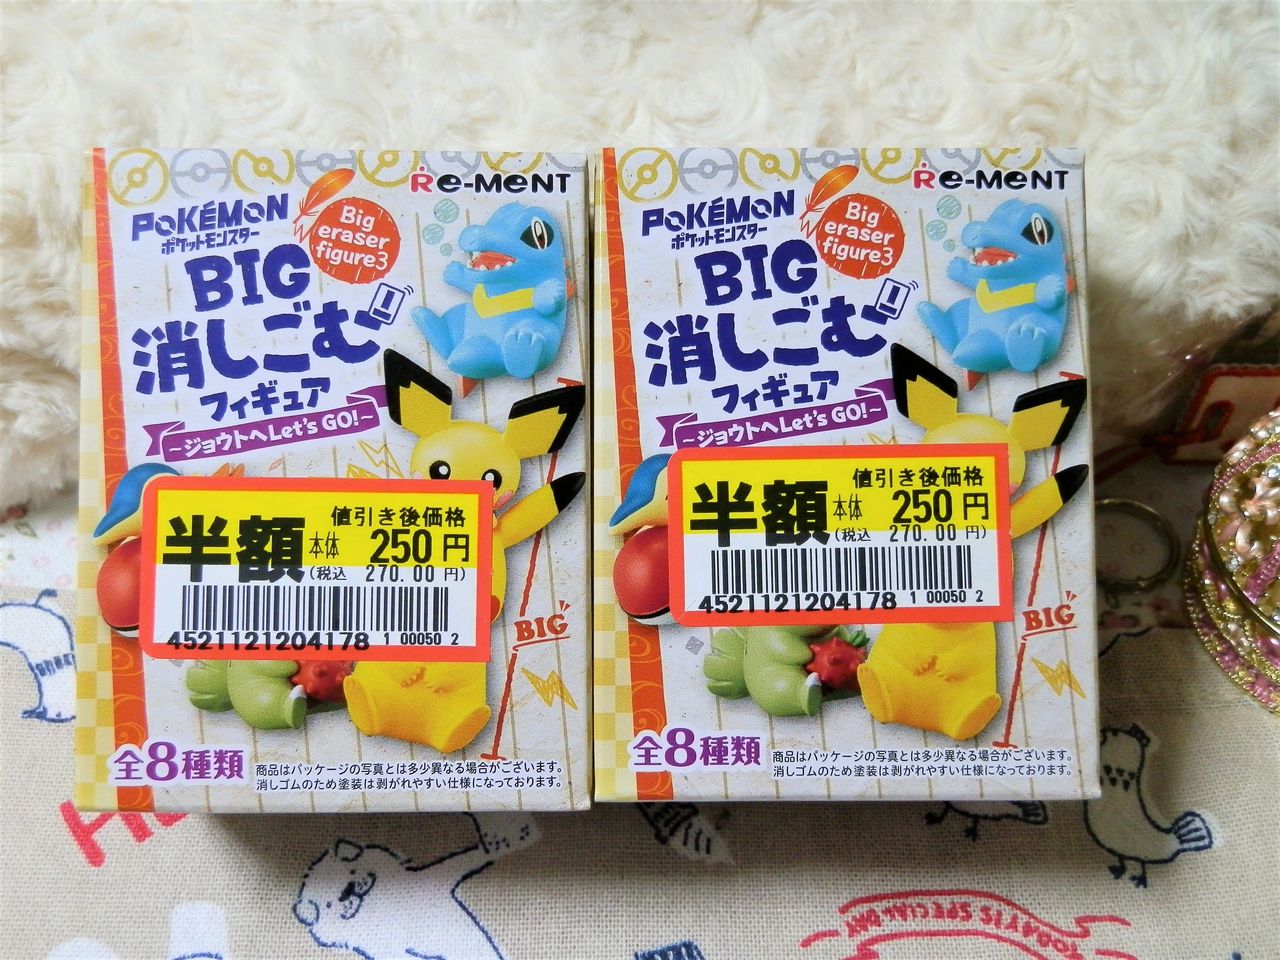 Re-MeNT
POKÉMON
ポケットモンスター
Big
eraser
figure3
BIG
消しごむ
フィギュア
～ジョウトへLet's GO!～
値引き後価格
半額 本体 250円
(税込 270.00円)
4521121204178 1 00050 2
BIG
全8種類
商品はパッケージの写真とは多少異なる場合がございます。
消しゴムのため塗装は剥がれやすい仕様になっております。
Re-MeNT
POKÉMON
ポケットモンスター
Big
eraser
figure3
BIG
消しごむ
フィギュア
～ジョウトへLet's GO!～
値引き後価格
半額 本体 250円
(税込 270.00円)
4521121204178 1 00050 2
BIG
全8種類
商品はパッケージの写真とは多少異なる場合がございます。
消しゴムのため塗装は剥がれやすい仕様になっております。
TODAY IS SPECIAL DAY